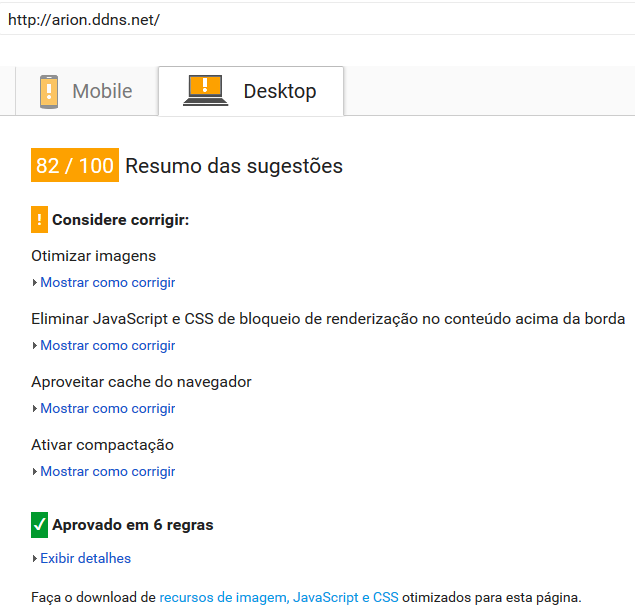 http://arion.ddns.net/
Mobile
Desktop
82 / 100 Resumo das sugestões
! Considere corrigir:
Otimizar imagens
Mostrar como corrigir
Eliminar JavaScript e CSS de bloqueio de renderização no conteúdo acima da borda
Mostrar como corrigir
Aproveitar cache do navegador
Mostrar como corrigir
Ativar compactação
Mostrar como corrigir
Aprovado em 6 regras
Exibir detalhes
Faça o download de recursos de imagem, JavaScript e CSS otimizados para esta página.